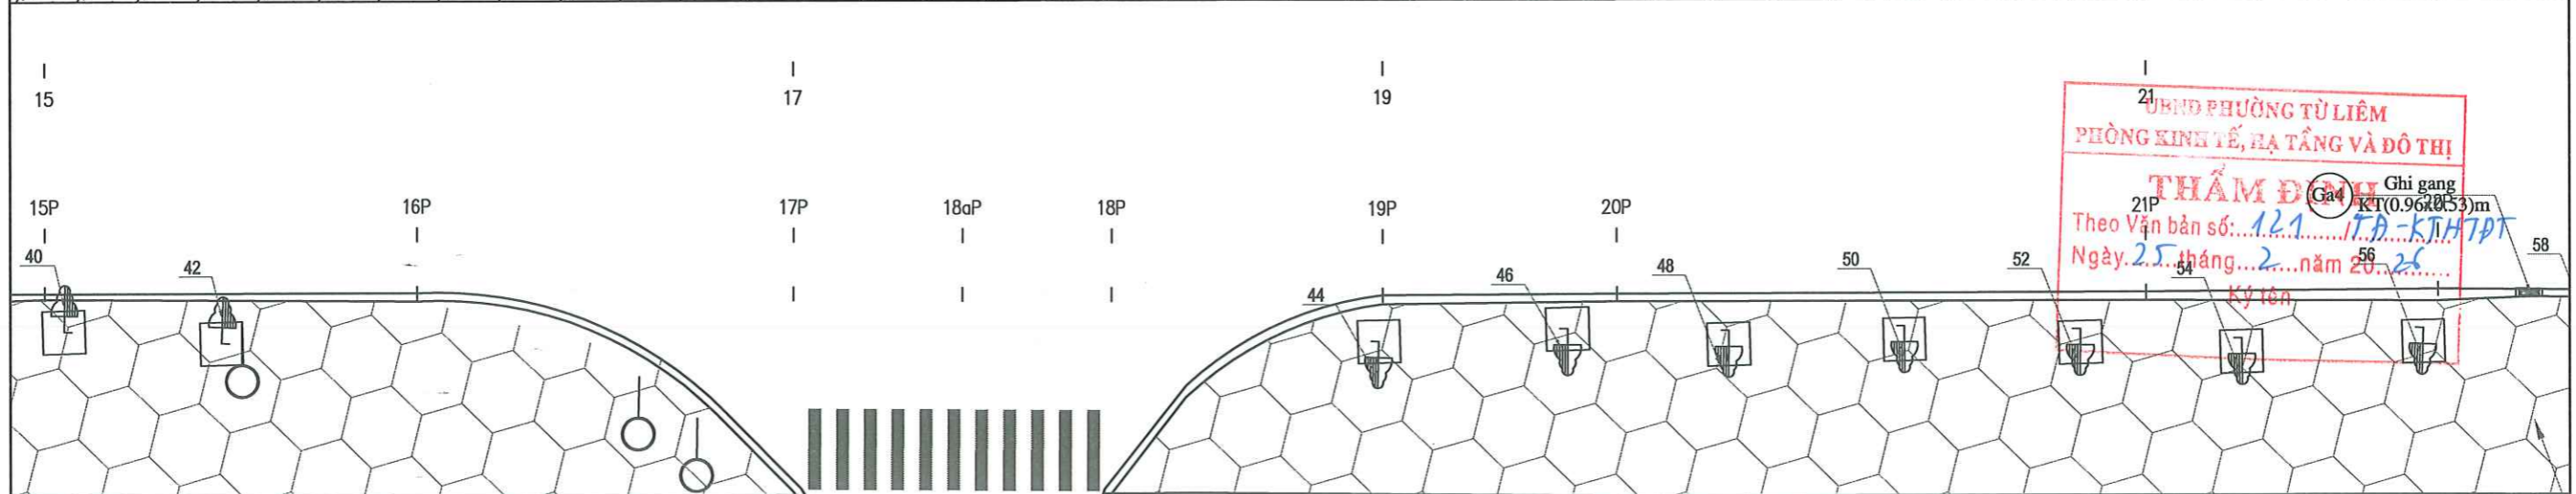 15
17
19
21
UBND PHƯỜNG TỪ LIÊM
PHÒNG KINH TẾ, HẠ TẦNG VÀ ĐÔ THỊ
THẨM ĐỊNH
Ga4
Ghi gang
KT(0.96x0.53)m
15P
16P
17P
18aP
18P
19P
20P
21P
22P
Theo Văn bản số: 121 /TĐ-KTHTĐT
Ngày 25 tháng 2 năm 2026
Ký tên
40
42
44
46
48
50
52
54
56
58